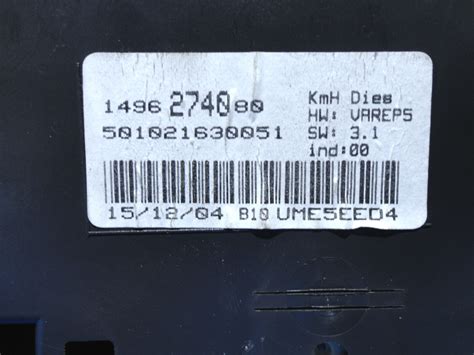 1496 2740 80
501021630051
KmH Dies
HW: VAREP5
SW: 3.1
ind:00
15/12/04 B10 UME5EED4